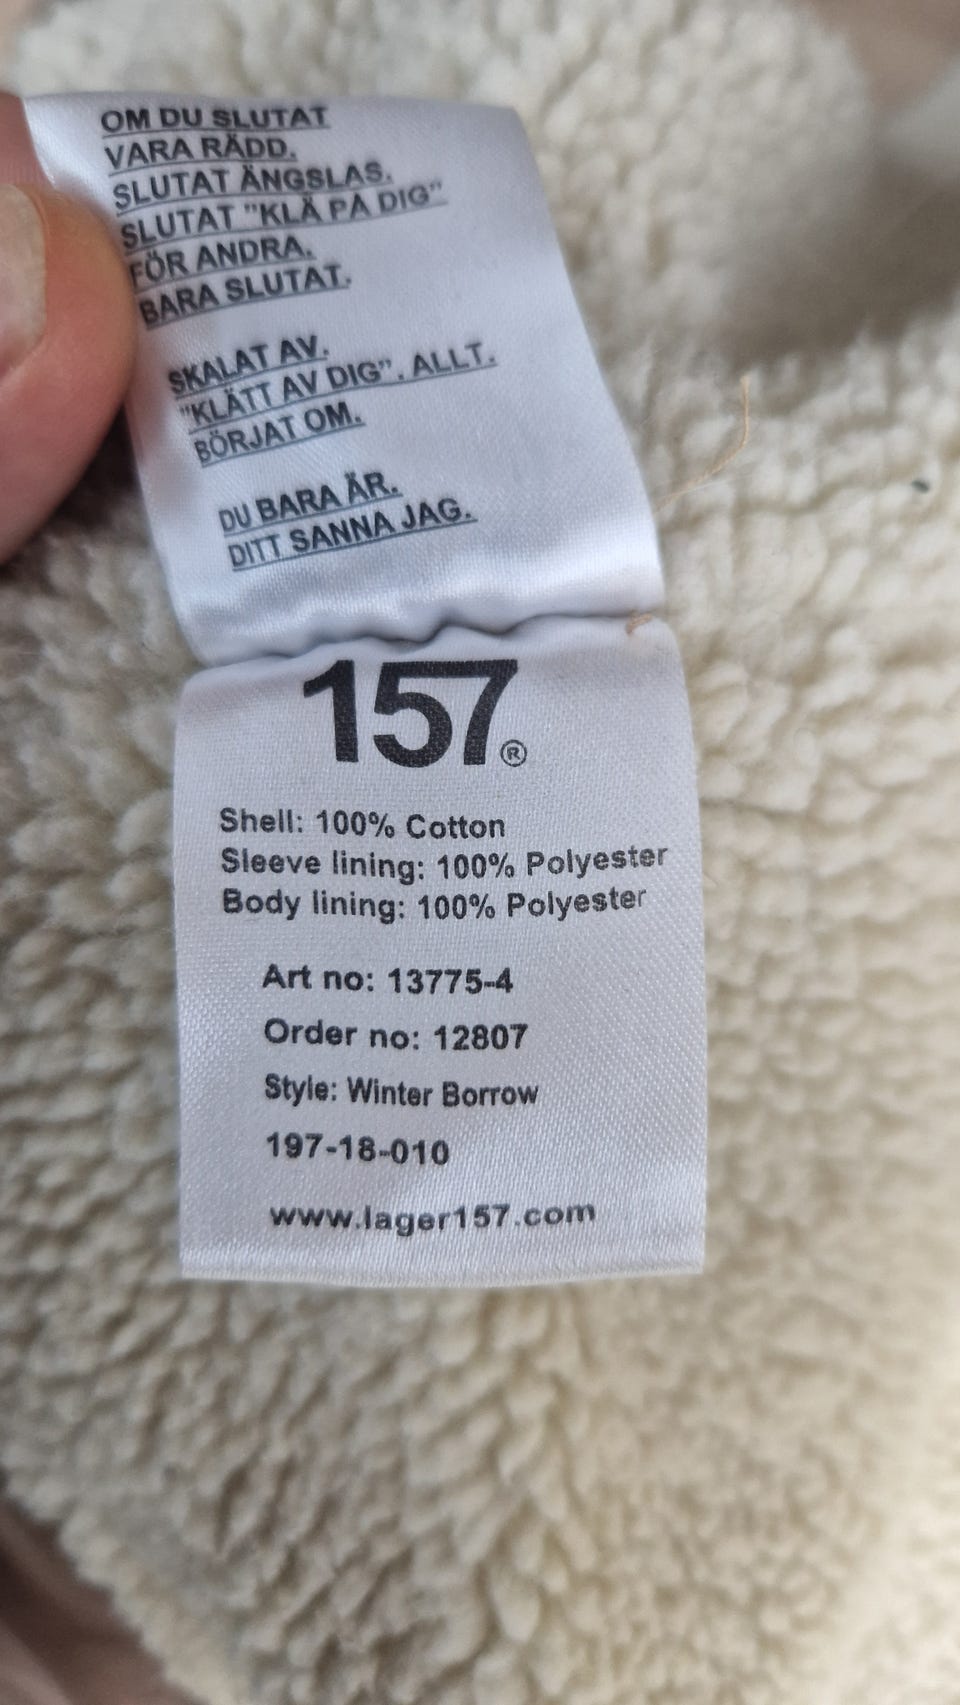 OM DU SLUTAT
VARA RÄDD.
SLUTAT ÄNGSLAS.
SLUTAT "KLÄ PÅ DIG"
FÖR ANDRA.
BARA SLUTAT.
SKALAT AV.
"KLÄTT AV DIG". ALLT.
BÖRJAT OM.
DU BARA ÄR.
DITT SANNA JAG.
157®
Shell: 100% Cotton
Sleeve lining: 100% Polyester
Body lining: 100% Polyester
Art no: 13775-4
Order no: 12807
Style: Winter Borrow
197-18-010
www.lager157.com